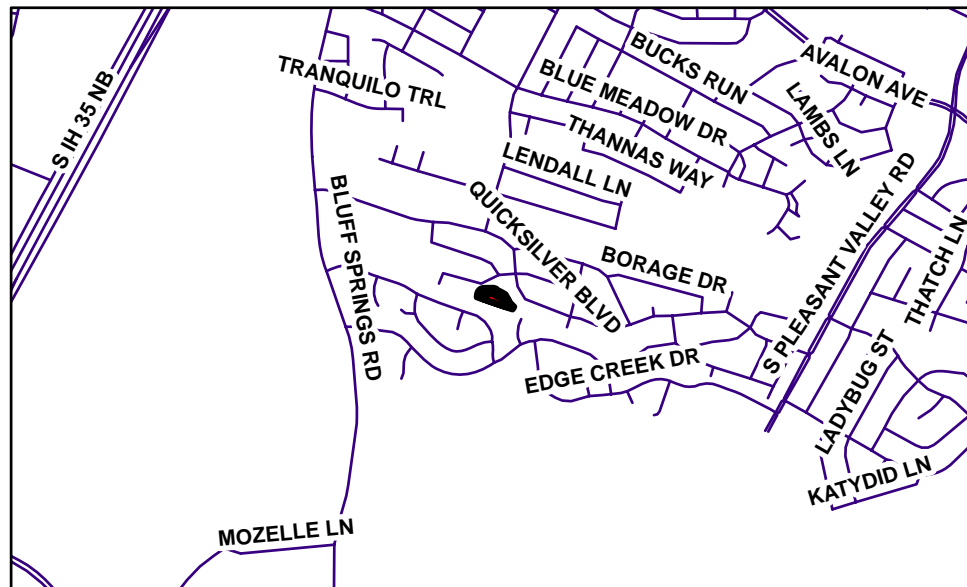 BUCKS RUN
AVALON AVE
TRANQUILO TRL
BLUE MEADOW DR
LAMBS LN
S IH 35 NB
THANNAS WAY
LENDALL LN
S PLEASANT VALLEY RD
BLUFF SPRINGS RD
QUICKSILVER BLVD
BORAGE DR
THATCH LN
EDGE CREEK DR
LADYBUG ST
KATYDID LN
MOZELLE LN